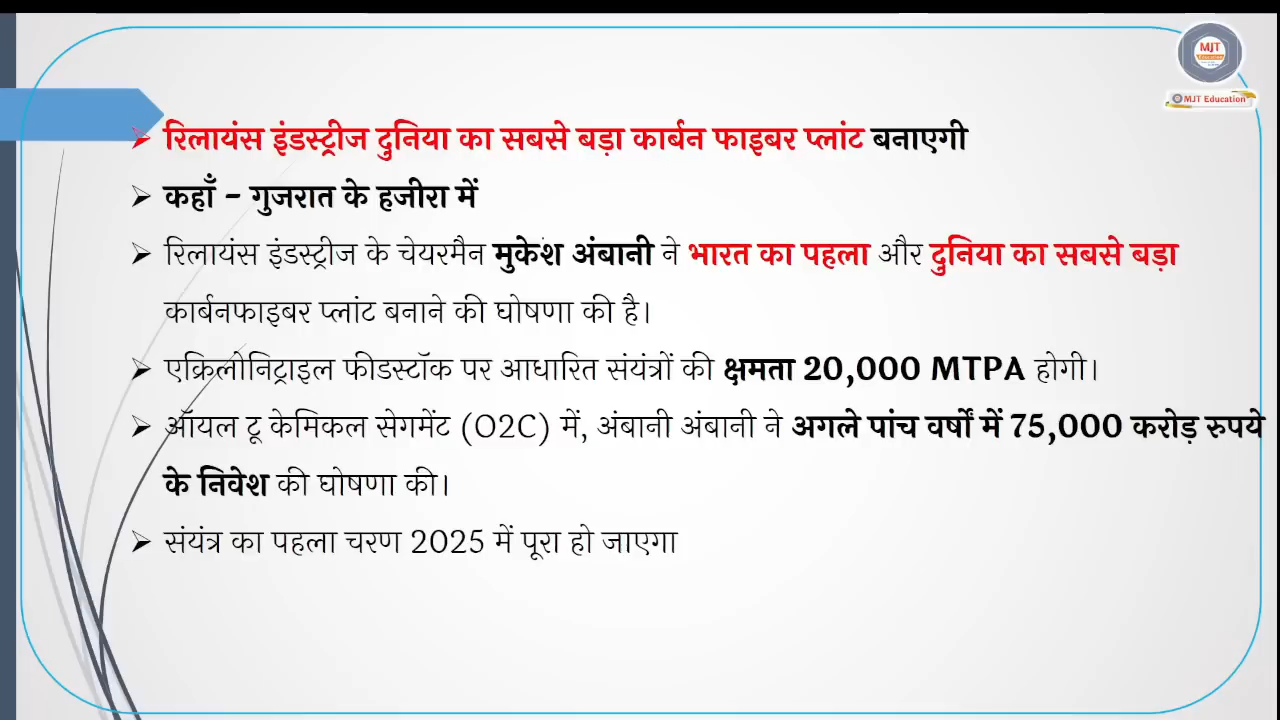 MJT
Education
MJT Education
➢ रिलायंस इंडस्ट्रीज दुनिया का सबसे बड़ा कार्बन फाइबर प्लांट बनाएगी
➢ कहाँ – गुजरात के हजीरा में
➢ रिलायंस इंडस्ट्रीज के चेयरमैन मुकेश अंबानी ने भारत का पहला और दुनिया का सबसे बड़ा
कार्बनफाइबर प्लांट बनाने की घोषणा की है।
➢ एक्रिलोनिट्राइल फीडस्टॉक पर आधारित संयंत्रों की क्षमता 20,000 MTPA होगी।
➢ ऑयल टू केमिकल सेगमेंट (O2C) में, अंबानी अंबानी ने अगले पांच वर्षों में 75,000 करोड़ रुपये
के निवेश की घोषणा की।
➢ संयंत्र का पहला चरण 2025 में पूरा हो जाएगा